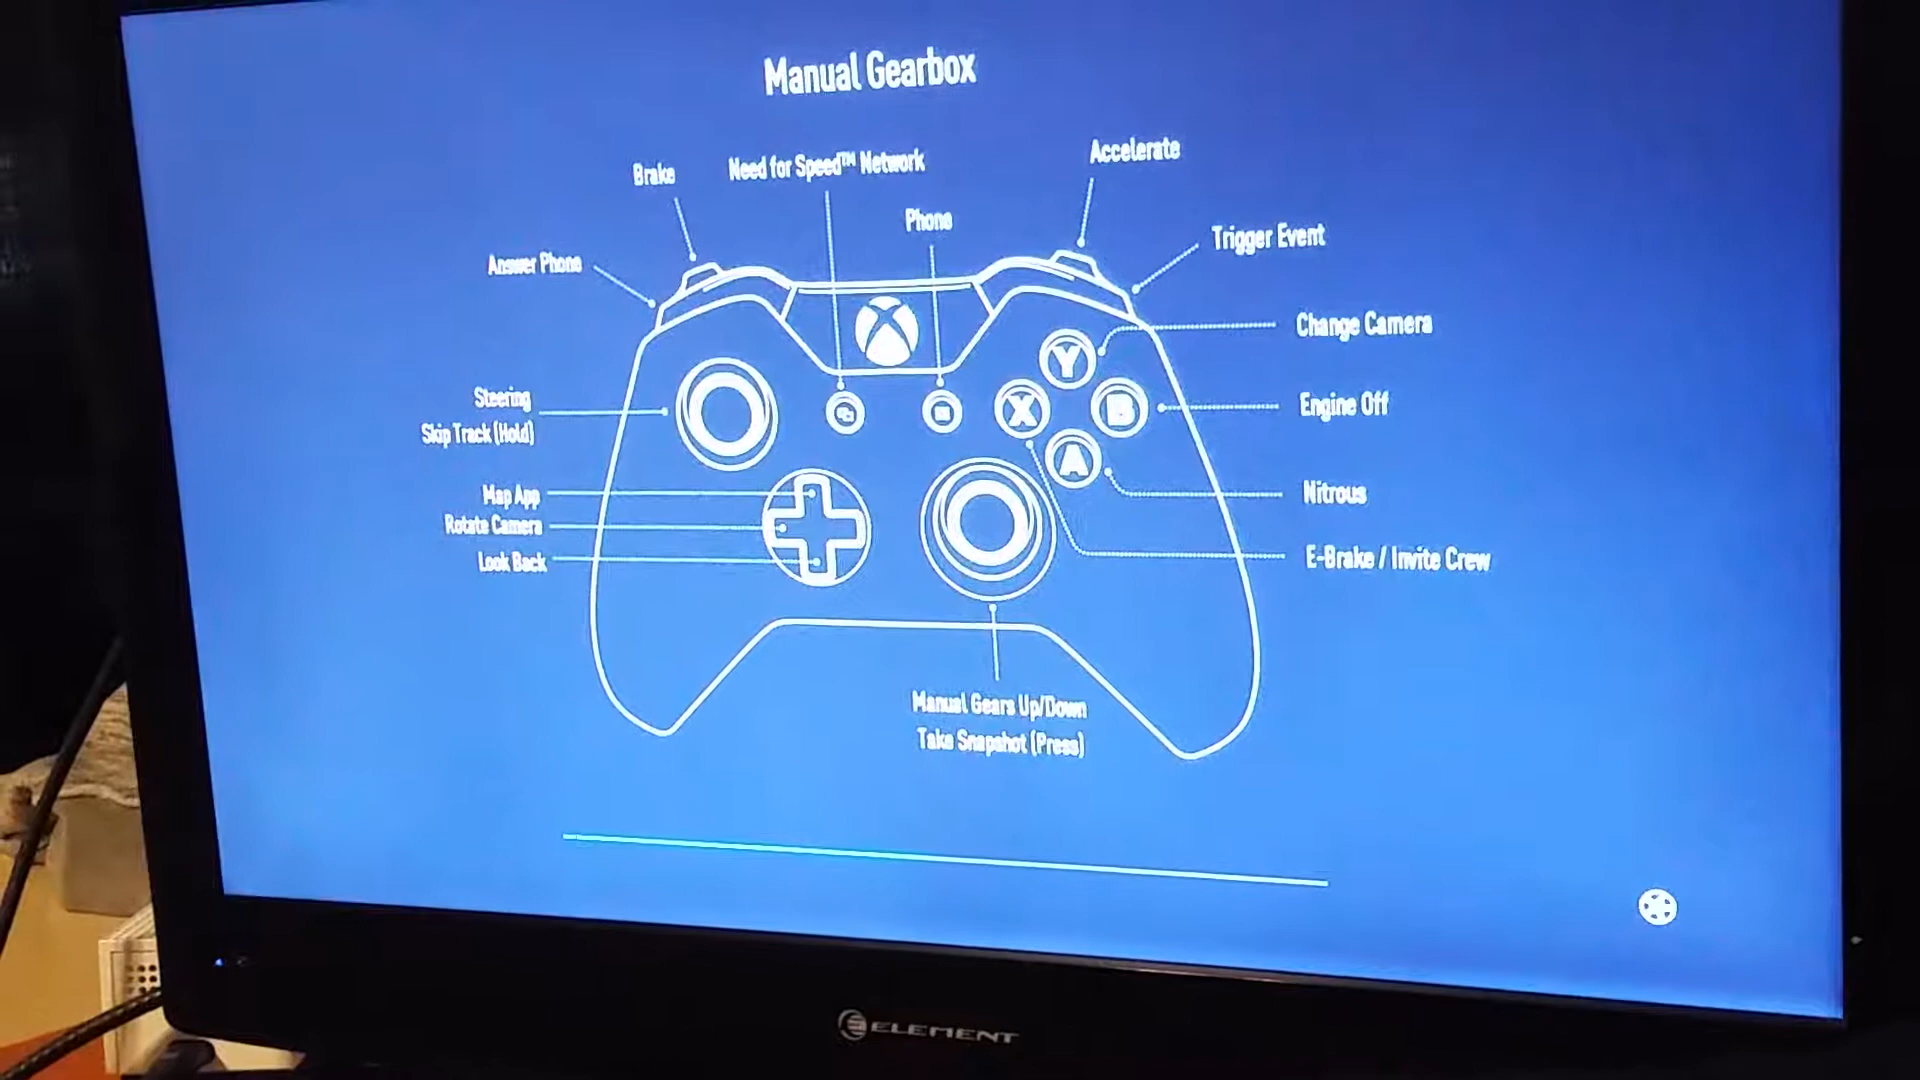 Manual Gearbox
Accelerate
Brake
Need for Speed™ Network
Phone
Trigger Event
Answer Phone
Change Camera
Y
Steering
Skip Track (Hold)
X
B
Engine Off
A
Map App
Nitrous
Rotate Camera
Look Back
E-Brake / Invite Crew
Manual Gears Up/Down
Take Snapshot (Press)
ELEMENT